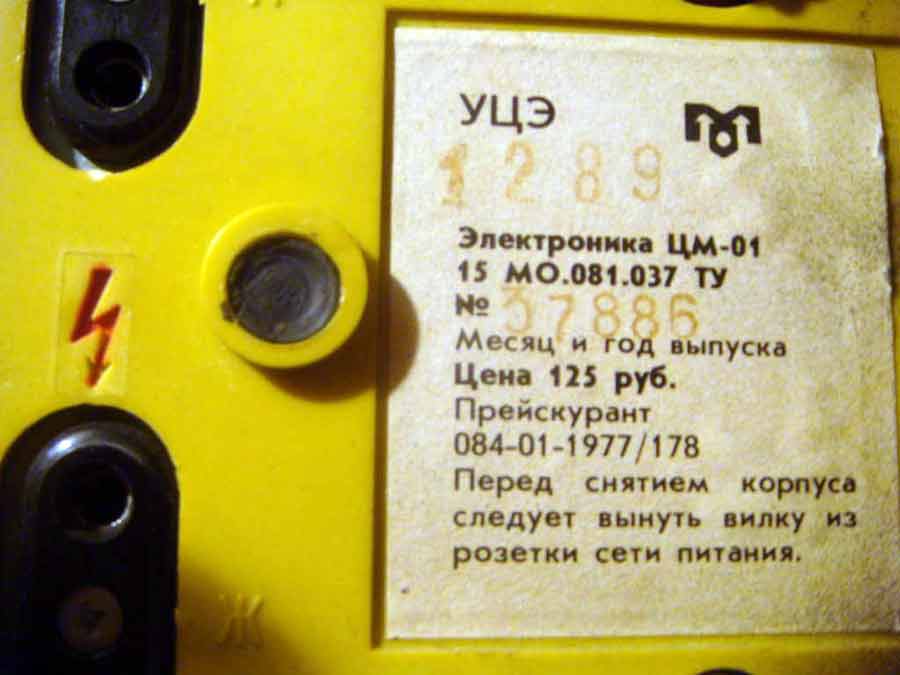 УЦЭ
1289
Электроника ЦМ-01
15 МО.081.037 ТУ
№ 37886
Месяц и год выпуска
Цена 125 руб.
Прейскурант
084-01-1977/178
Перед снятием корпуса
следует вынуть вилку из
розетки сети питания.
Ж